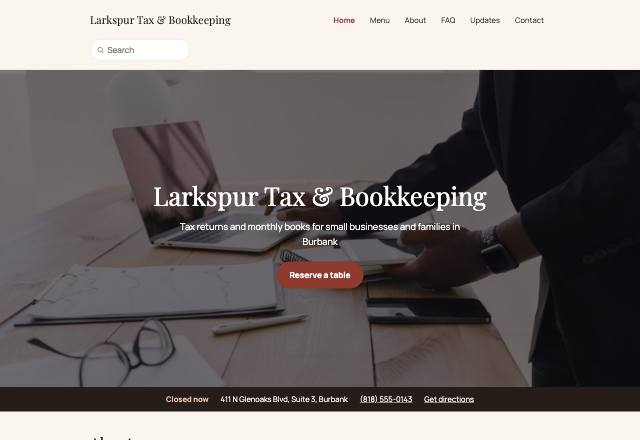 Larkspur Tax & Bookkeeping
Home Menu About FAQ Updates Contact
Search
Larkspur Tax & Bookkeeping
Tax returns and monthly books for small businesses and families in
Burbank
Reserve a table
Closed now 411 N Glenoaks Blvd, Suite 3, Burbank (818) 555-0143 Get directions